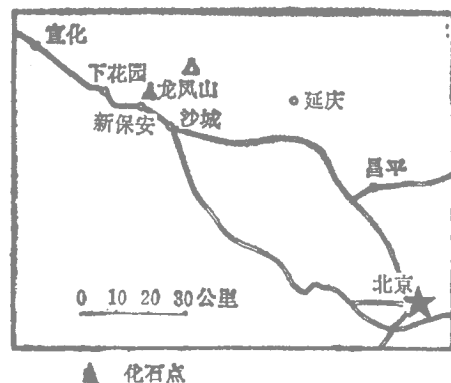 宣化
下花园
龙凤山
延庆
新保安
沙城
昌平
北京
0 10 20 30公里
化石点